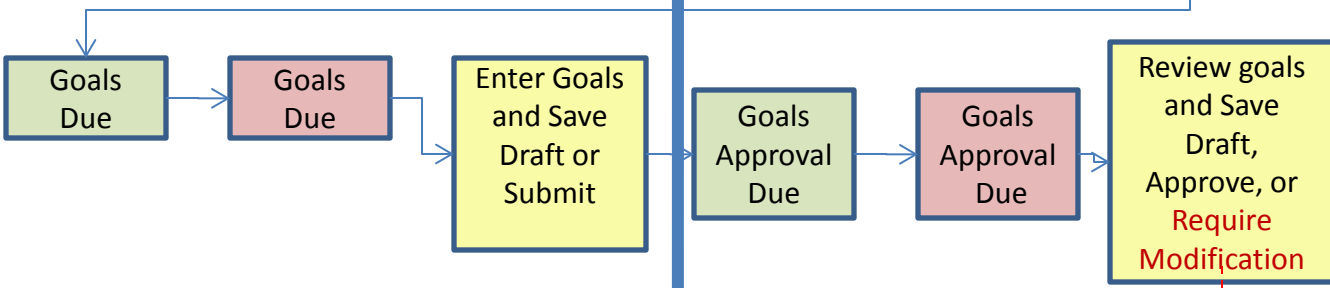 Goals
Due
Goals
Due
Enter Goals
and Save
Draft or
Submit
Goals
Approval
Due
Goals
Approval
Due
Review goals
and Save
Draft,
Approve, or
Require
Modification